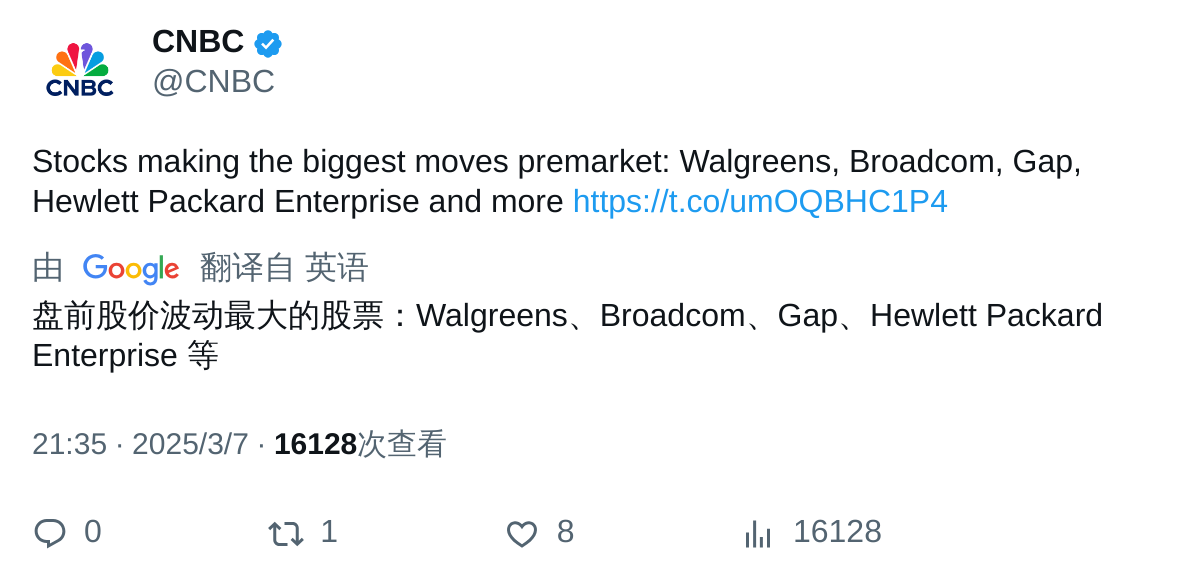 CNBC
CNBC
@CNBC
Stocks making the biggest moves premarket: Walgreens, Broadcom, Gap,
Hewlett Packard Enterprise and more https://t.co/umOQBHC1P4
由 Google 翻译自 英语
盘前股价波动最大的股票：Walgreens、Broadcom、Gap、Hewlett Packard
Enterprise 等
21:35 · 2025/3/7 · 16128次查看
0 1 8 16128